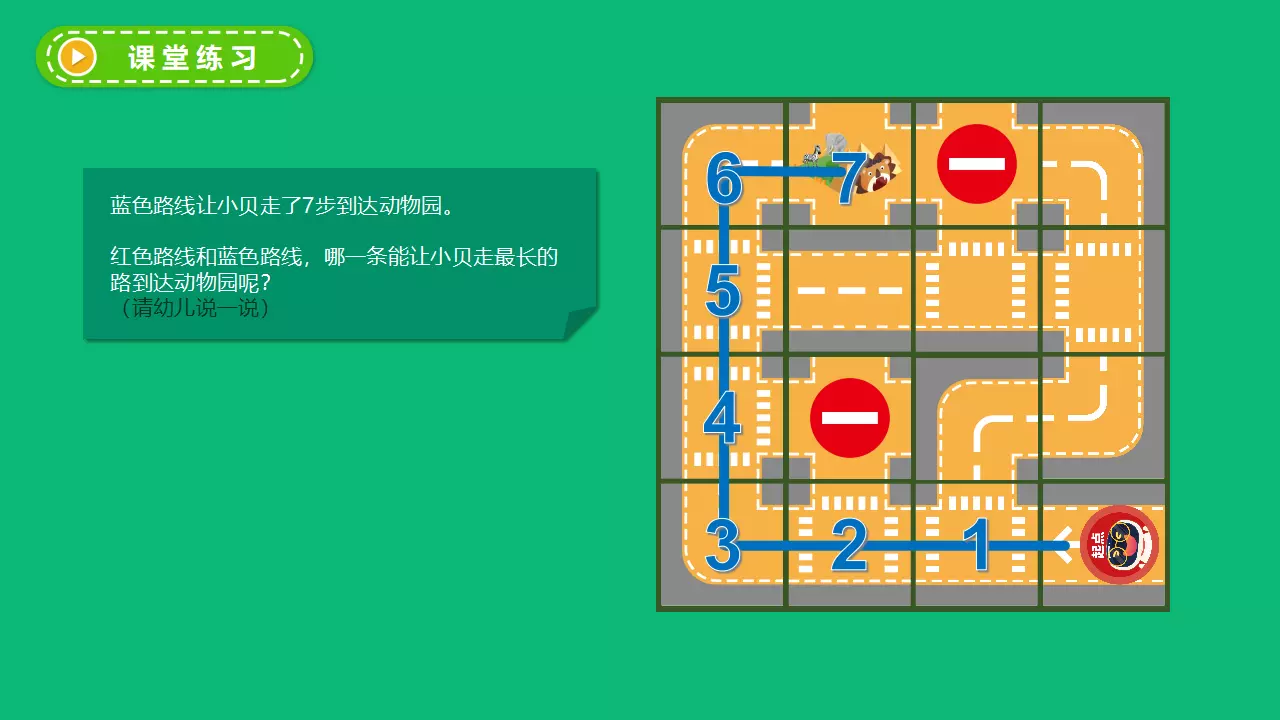 课堂练习
蓝色路线让小贝走了7步到达动物园。
红色路线和蓝色路线，哪一条能让小贝走最长的
路到达动物园呢？
（请幼儿说一说）
6 7
5
4
3 2 1 起点